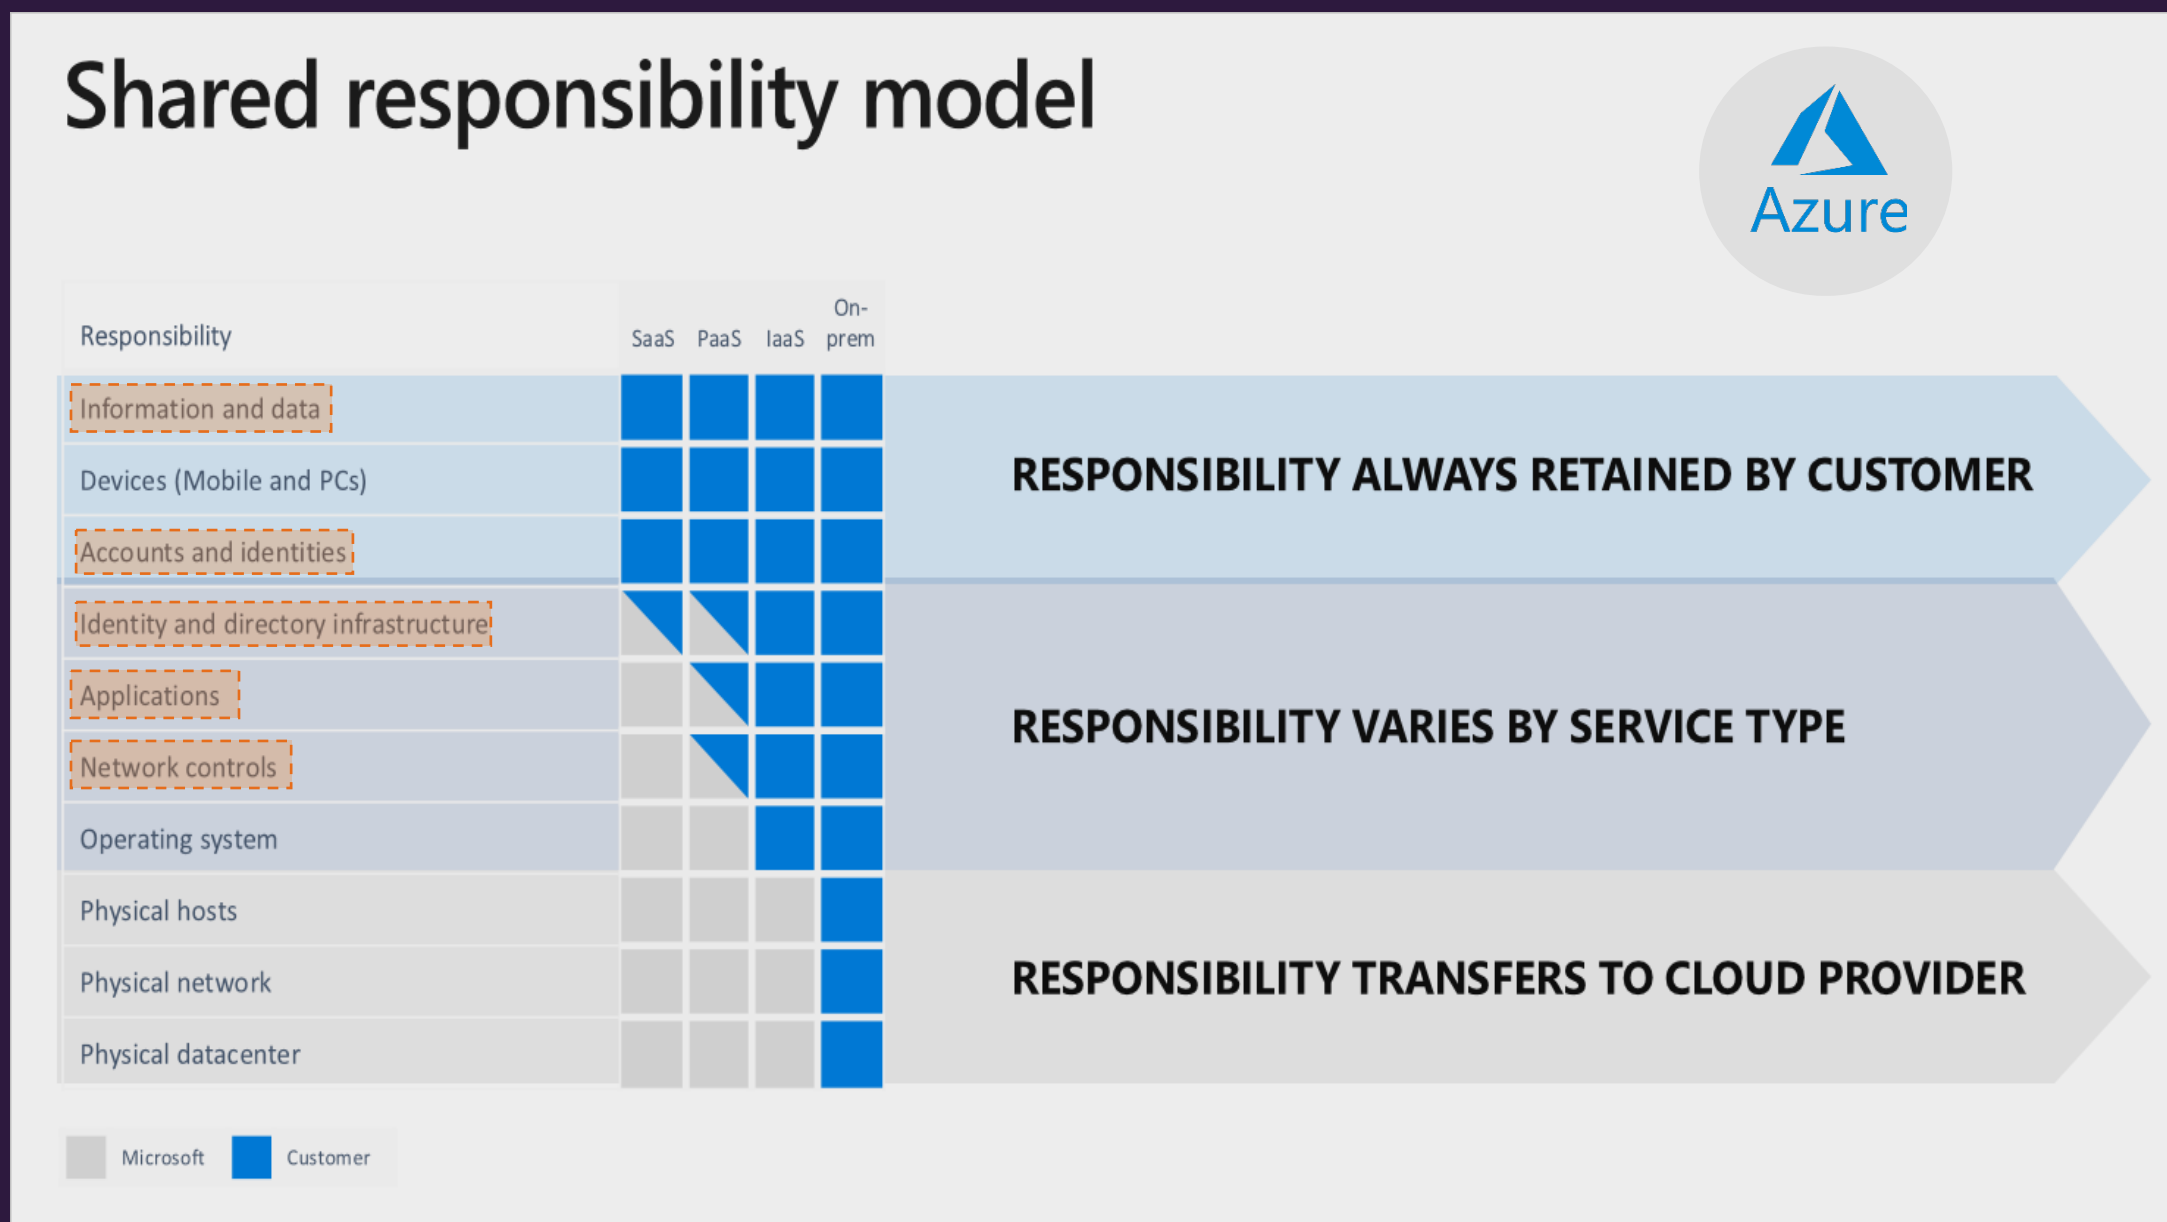 Shared responsibility model
Azure
Responsibility
SaaS
PaaS
IaaS
On-
prem
Information and data
Devices (Mobile and PCs)
Accounts and identities
RESPONSIBILITY ALWAYS RETAINED BY CUSTOMER
Identity and directory infrastructure
Applications
Network controls
Operating system
RESPONSIBILITY VARIES BY SERVICE TYPE
Physical hosts
Physical network
Physical datacenter
RESPONSIBILITY TRANSFERS TO CLOUD PROVIDER
Microsoft
Customer